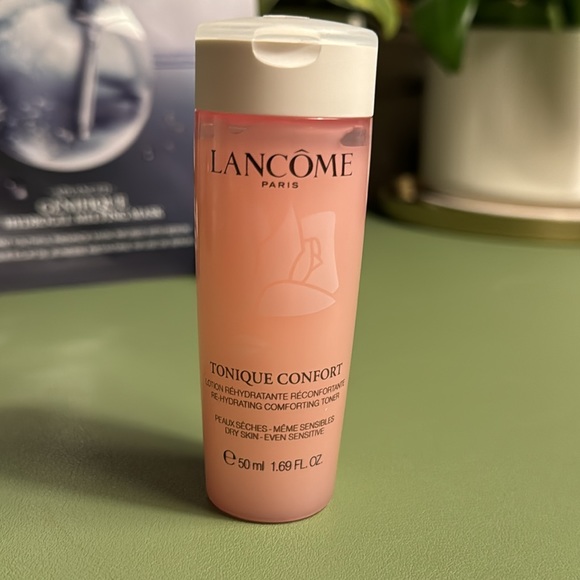 LANCÔME
PARIS
TONIQUE CONFORT
LOTION RÉHYDRATANTE RÉCONFORTANTE
RE-HYDRATING COMFORTING TONER
PEAUX SÈCHES - MÊME SENSIBLES
DRY SKIN - EVEN SENSITIVE
℮ 50 ml 1.69 FL. OZ.